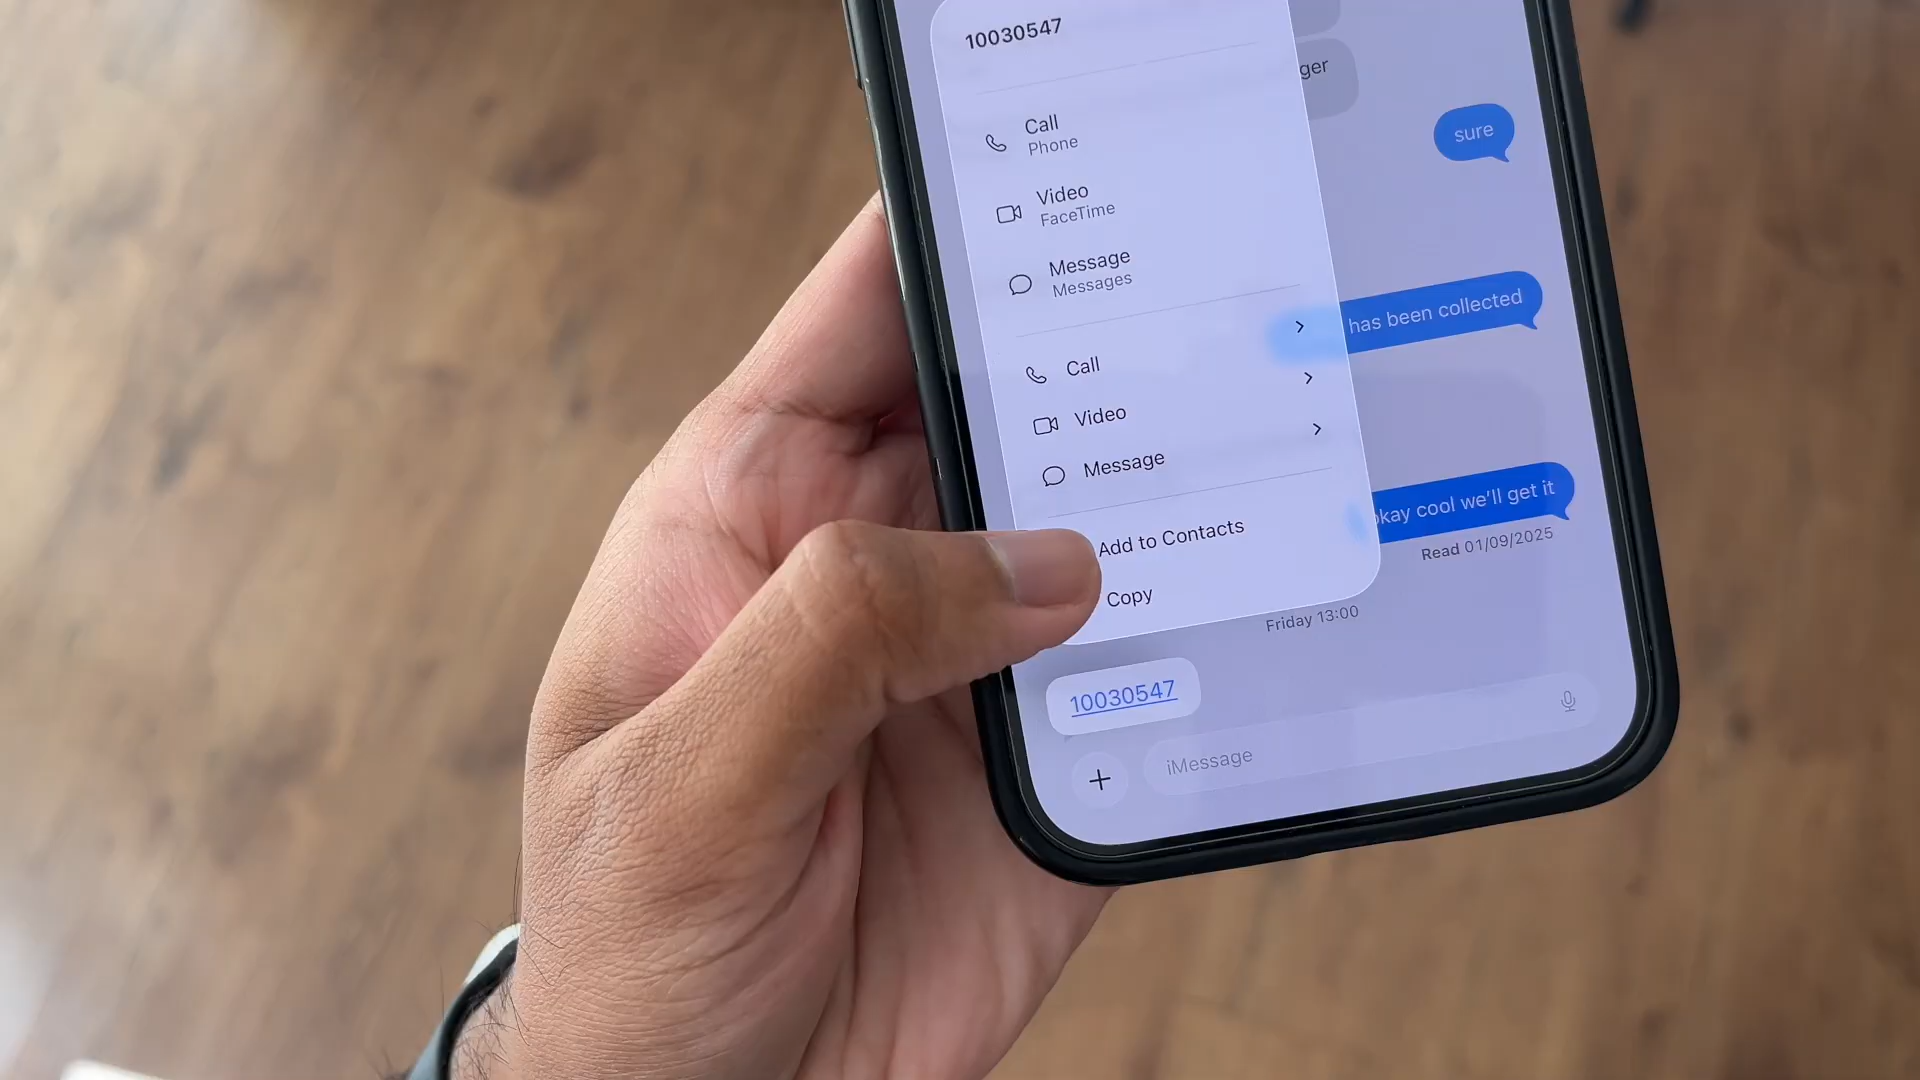 10030547
ger
Call
Phone
sure
Video
FaceTime
Message
Messages
has been collected
Call
Video
Message
okay cool we'll get it
Read 01/09/2025
Add to Contacts
Copy
Friday 13:00
10030547
iMessage